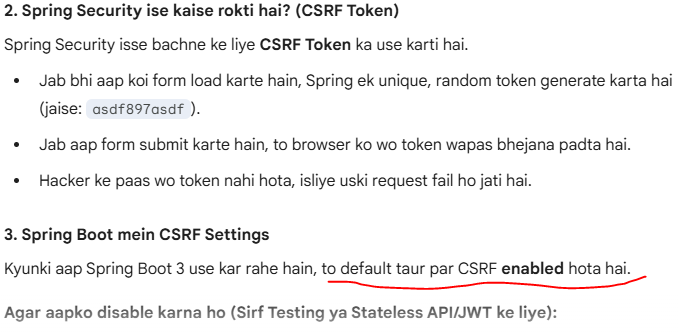 2. Spring Security ise kaise rokti hai? (CSRF Token)
Spring Security isse bachne ke liye CSRF Token ka use karti hai.
• Jab bhi aap koi form load karte hain, Spring ek unique, random token generate karta hai
(jaise: asdf897asdf ).
• Jab aap form submit karte hain, to browser ko wo token wapas bhejana padta hai.
• Hacker ke paas wo token nahi hota, isliye uski request fail ho jati hai.
3. Spring Boot mein CSRF Settings
Kyunki aap Spring Boot 3 use kar rahe hain, to default taur par CSRF enabled hota hai.
Agar aapko disable karna ho (Sirf Testing ya Stateless API/JWT ke liye):